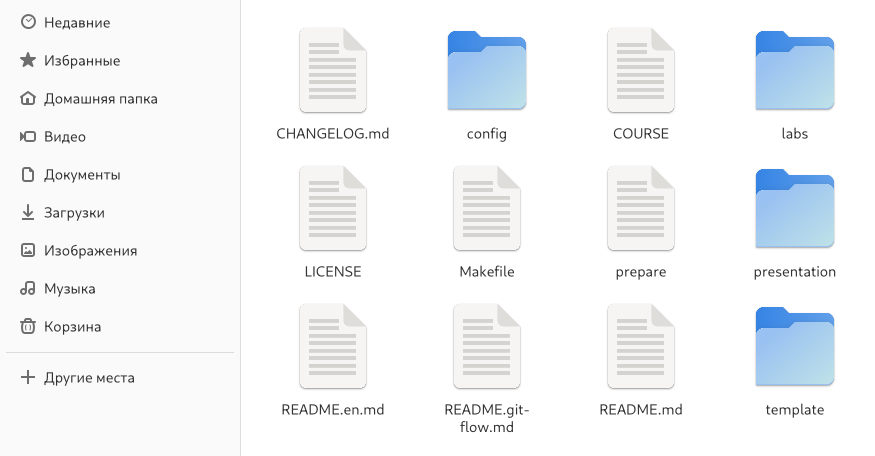 Недавние
Избранные
Домашняя папка
Видео
Документы
Загрузки
Изображения
Музыка
Корзина
Другие места
CHANGELOG.md
config
COURSE
labs
LICENSE
Makefile
prepare
presentation
README.en.md
README.git-
flow.md
README.md
template